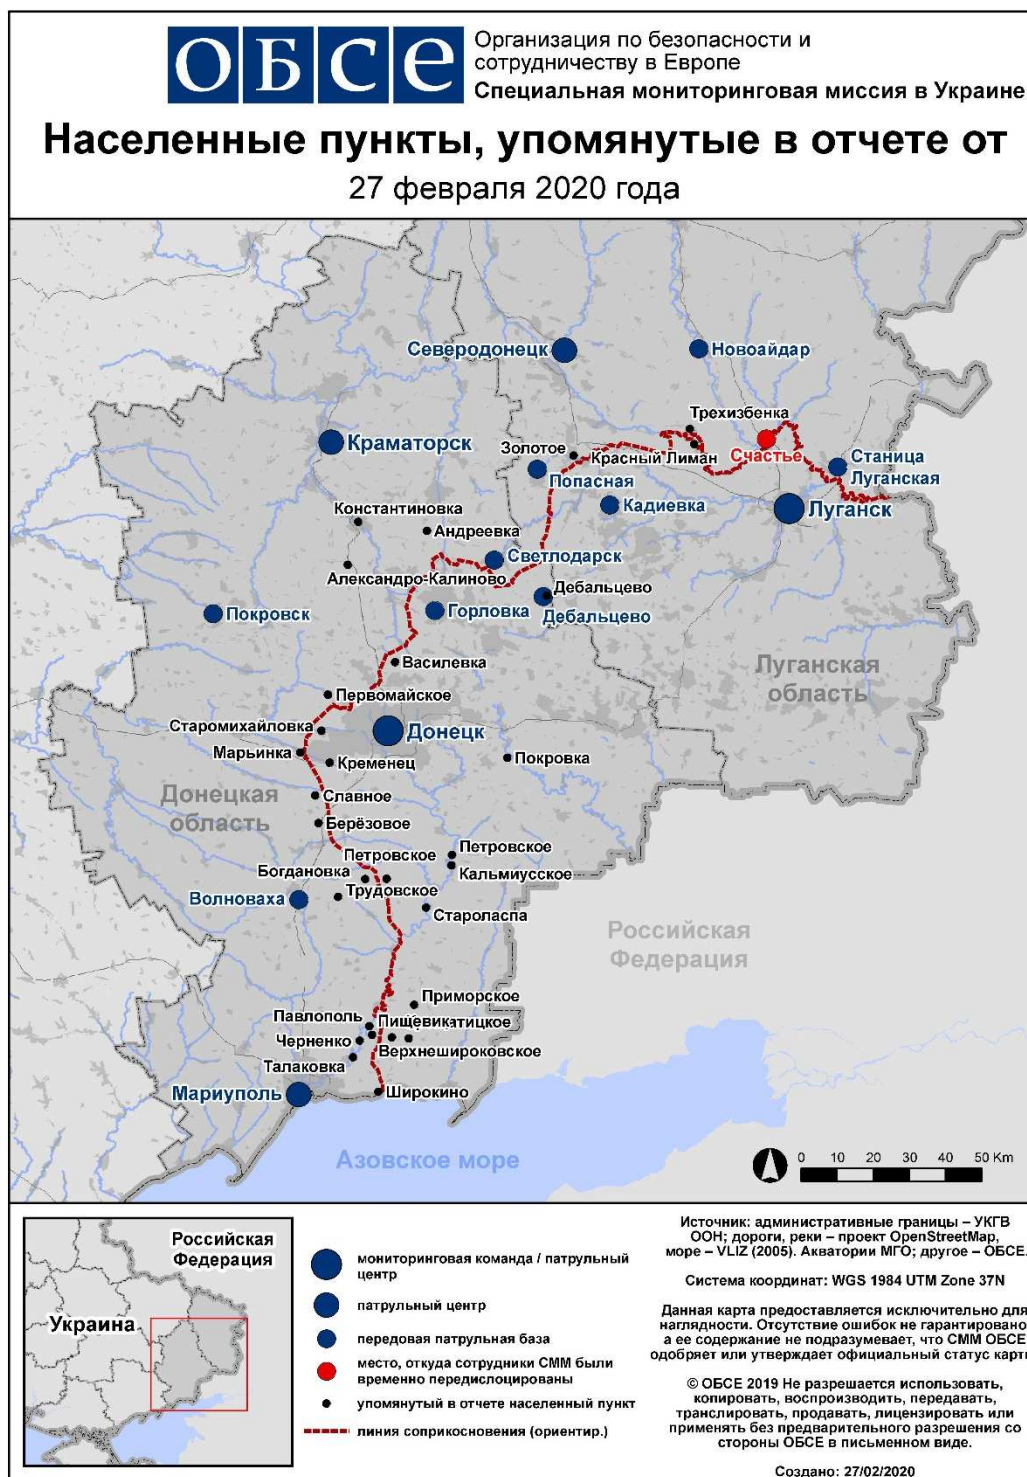 ОБСЕ
Организация по безопасности и
сотрудничеству в Европе
Специальная мониторинговая миссия в Украине
Населенные пункты, упомянутые в отчете от
27 февраля 2020 года
Северодонецк
Новоайдар
Трехизбенка
Краматорск
Золотое
Красный Лиман
Счастье
Станица
Луганская
Попасная
Кадиевка
Луганск
Константиновка
Андреевка
Светлодарск
Александро-Калиново
Дебальцево
Дебальцево
Покровск
Горловка
Василевка
Луганская
область
Первомайское
Старомихайловка
Донецк
Марьинка
Кременец
Покровка
Донецкая
область
Славное
Берёзовое
Петровское
Петровское
Богдановка
Кальмиусское
Трудовское
Волноваха
Староласпа
Российская
Федерация
Приморское
Павлополь
Пищевик
Черненко
Верхнешироковское
Талаковка
Мариуполь
Широкино
Азовское море
0 10 20 30 40 50 Km
Российская
Федерация
Украина
мониторинговая команда / патрульный
центр
патрульный центр
передовая патрульная база
место, откуда сотрудники СММ были
временно передислоцированы
упомянутый в отчете населенный пункт
линия соприкосновения (ориентир.)
Источник: административные границы – УКГВ
ООН; дороги, реки – проект OpenStreetMap,
море – VLIZ (2005). Акватории МГО; другое – ОБСЕ.
Система координат: WGS 1984 UTM Zone 37N
Данная карта предоставляется исключительно для
наглядности. Отсутствие ошибок не гарантировано
а ее содержание не подразумевает, что СММ ОБСЕ
одобряет или утверждает официальный статус карт
© ОБСЕ 2019 Не разрешается использовать,
копировать, воспроизводить, передавать,
транслировать, продавать, лицензировать или
применять без предварительного разрешения со
стороны ОБСЕ в письменном виде.
Создано: 27/02/2020